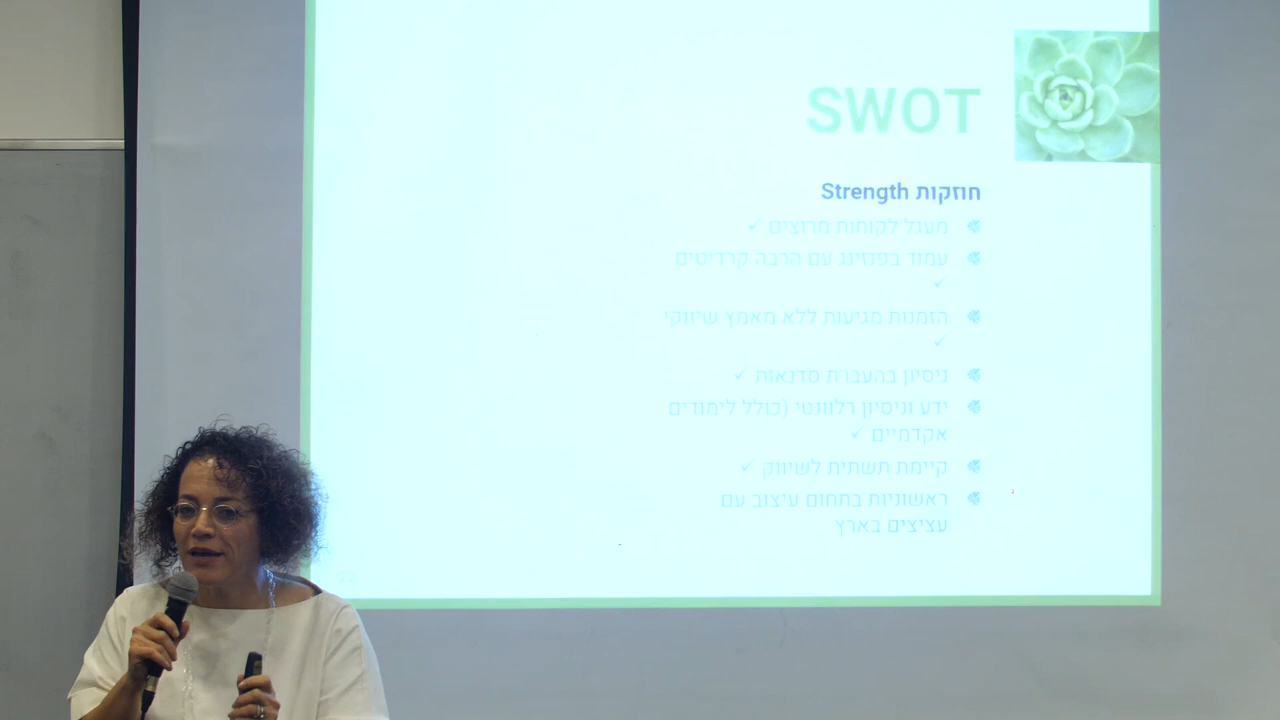 SWOT
חוזקות Strength
מעגל לקוחות מרוצים ✓
עמוד בפנזינג עם הרבה קרדיטים
✓
הזמנות מגיעות ללא מאמץ שיווקי
✓
ניסיון בהעברת סדנאות ✓
ידע וניסיון רלוונטי (כולל לימודים
אקדמיים ✓
קיימת תשתית לשיווק ✓
ראשוניות בתחום עיצוב עם
עציצים בארץ